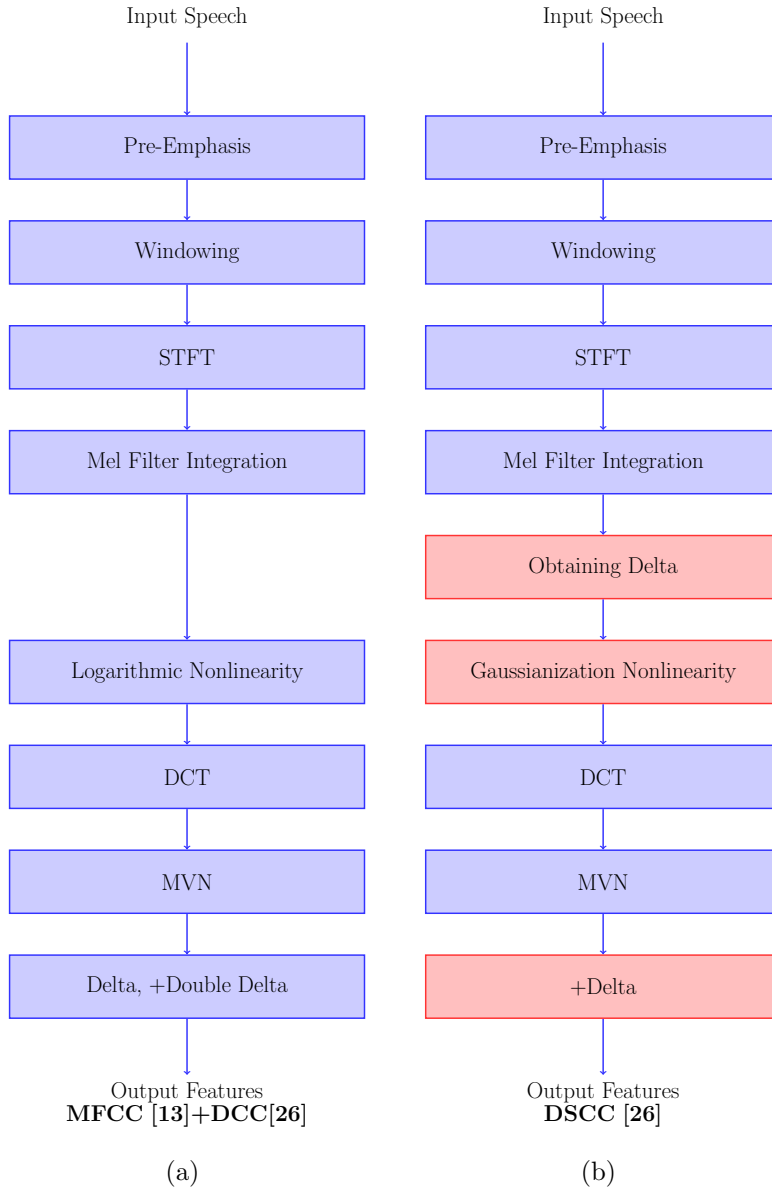 Input Speech
Pre-Emphasis
Windowing
STFT
Mel Filter Integration
Logarithmic Nonlinearity
DCT
MVN
Delta, +Double Delta
Output Features
MFCC [13]+DCC[26]
(a)
Input Speech
Pre-Emphasis
Windowing
STFT
Mel Filter Integration
Obtaining Delta
Gaussianization Nonlinearity
DCT
MVN
+Delta
Output Features
DSCC [26]
(b)